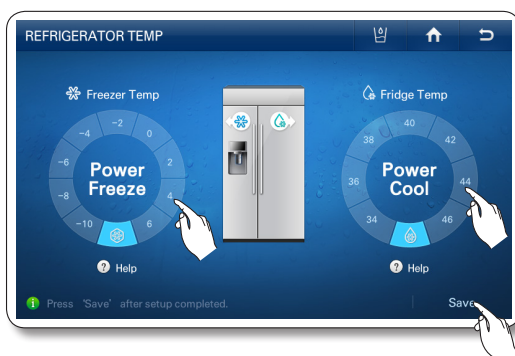 REFRIGERATOR TEMP
Freezer Temp
Fridge Temp
-2
-4
0
-6
2
-8
4
-10
6
Power
Freeze
40
38
42
36
44
34
46
Power
Cool
? Help
? Help
i Press 'Save' after setup completed.
Save